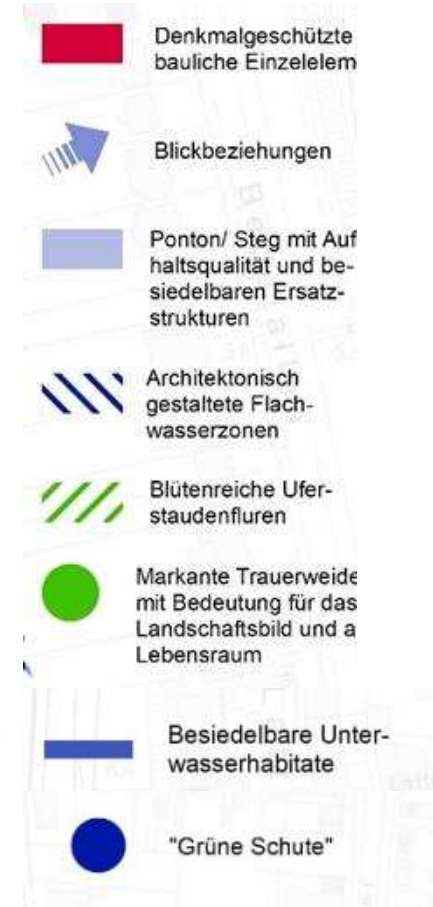 Denkmalgeschützte
bauliche Einzelelem
Blickbeziehungen
Ponton/ Steg mit Auf
haltsqualität und be-
siedelbaren Ersatz-
strukturen
Architektonisch
gestaltete Flach-
wasserzonen
Blütenreiche Ufer-
staudenfluren
Markante Trauerweide
mit Bedeutung für das
Landschaftsbild und a
Lebensraum
Besiedelbare Unter-
wasserhabitate
"Grüne Schute"